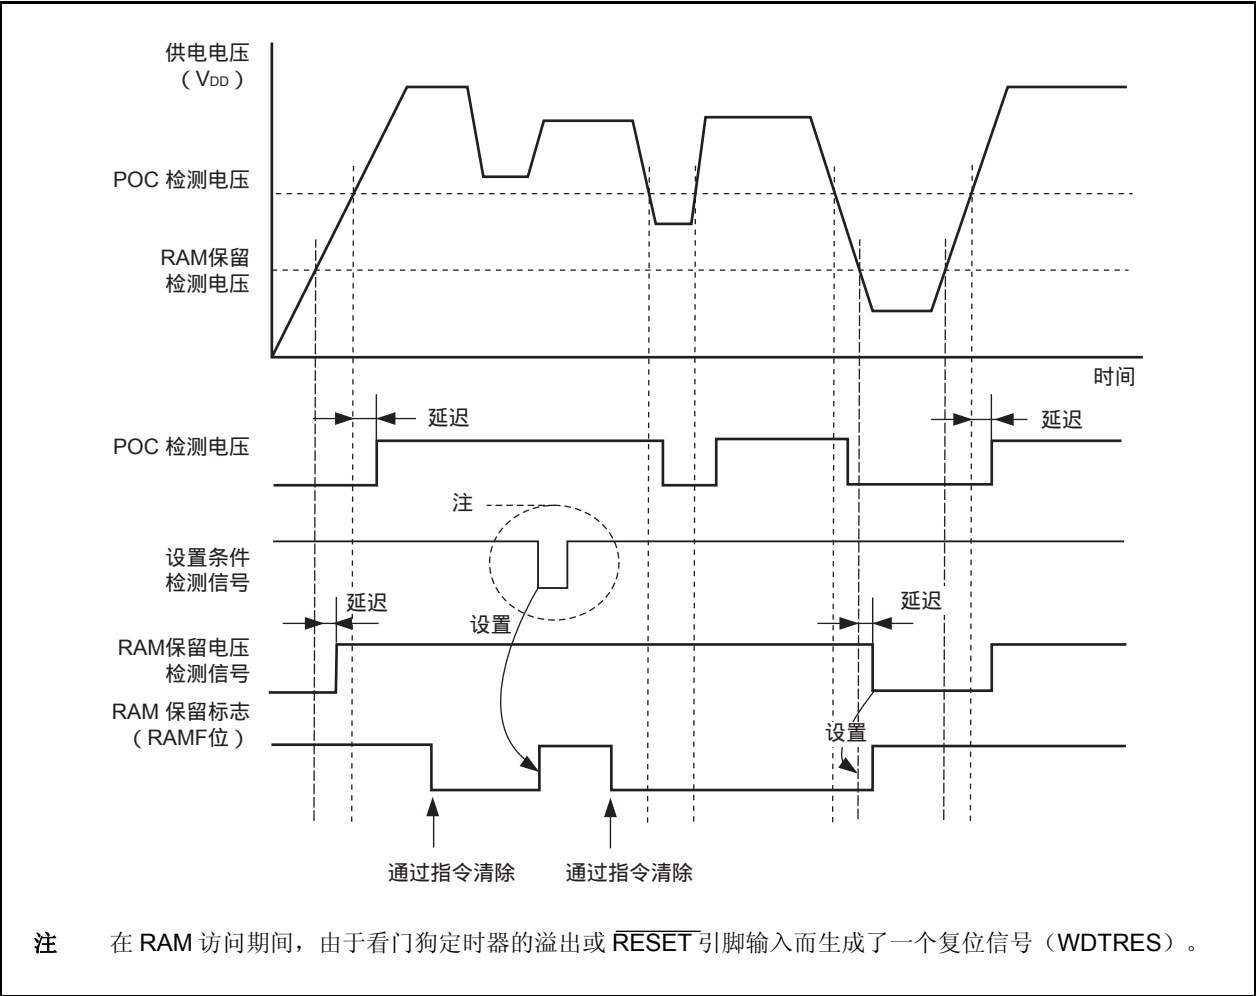 供电电压
（VDD）
POC 检测电压
RAM保留
检测电压
时间
延迟
延迟
POC 检测电压
注
设置条件
检测信号
延迟
延迟
设置
RAM保留电压
检测信号
RAM 保留标志
（RAMF位）
设置
通过指令清除
通过指令清除
注 在 RAM 访问期间，由于看门狗定时器的溢出或 RESET 引脚输入而生成了一个复位信号（WDTRES）。